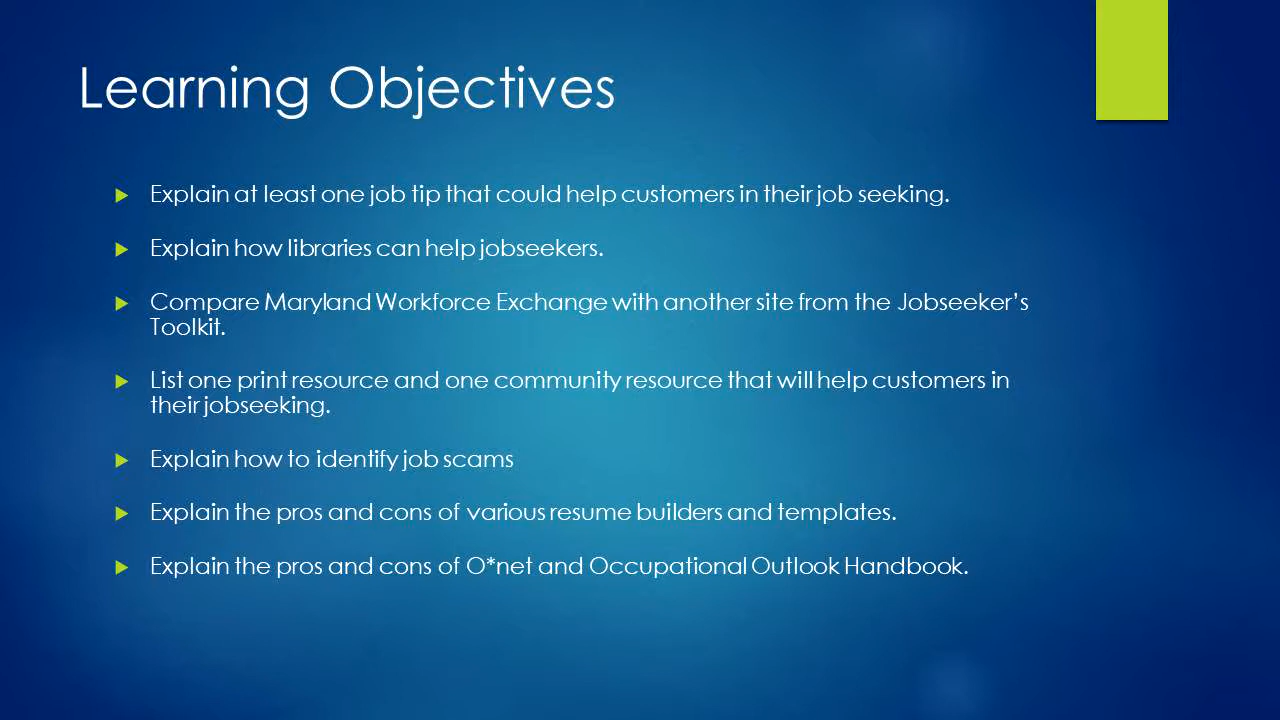 Learning Objectives
Explain at least one job tip that could help customers in their job seeking.
Explain how libraries can help jobseekers.
Compare Maryland Workforce Exchange with another site from the Jobseeker’s
Toolkit.
List one print resource and one community resource that will help customers in
their jobseeking.
Explain how to identify job scams
Explain the pros and cons of various resume builders and templates.
Explain the pros and cons of O*net and Occupational Outlook Handbook.